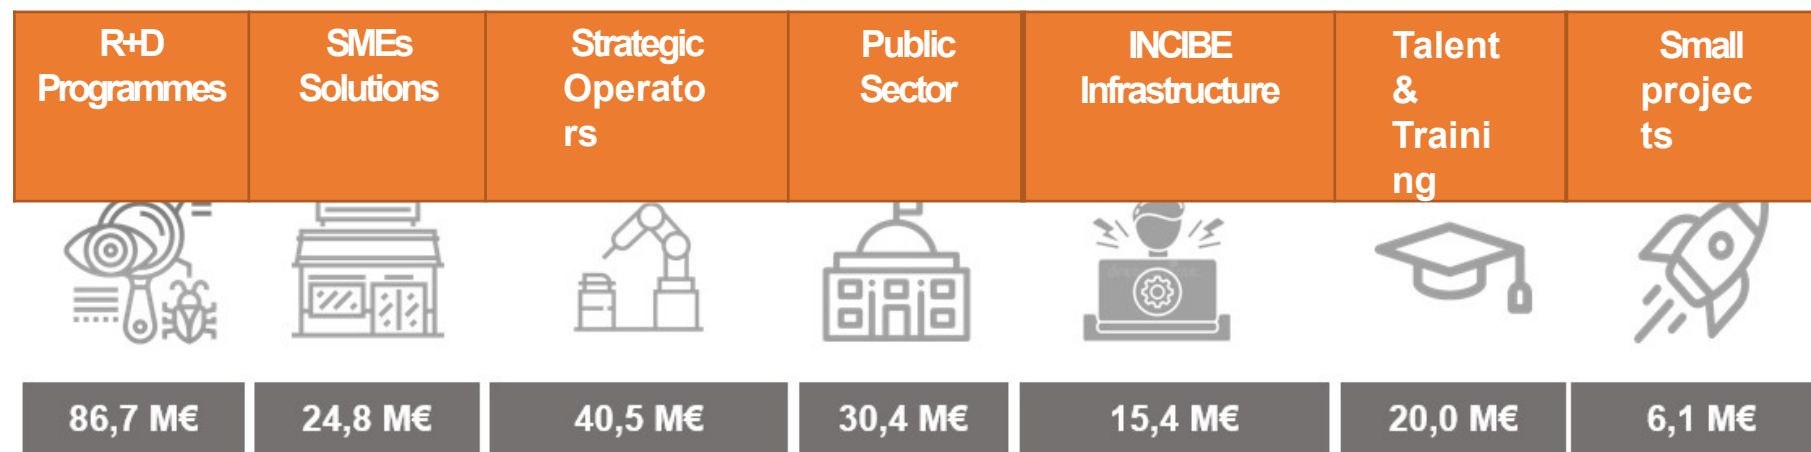 R+D
Programmes
SMEs
Solutions
Strategic
Operato
rs
Public
Sector
INCIBE
Infrastructure
Talent
&
Traini
ng
Small
projec
ts
86,7 M€
24,8 M€
40,5 M€
30,4 M€
15,4 M€
20,0 M€
6,1 M€